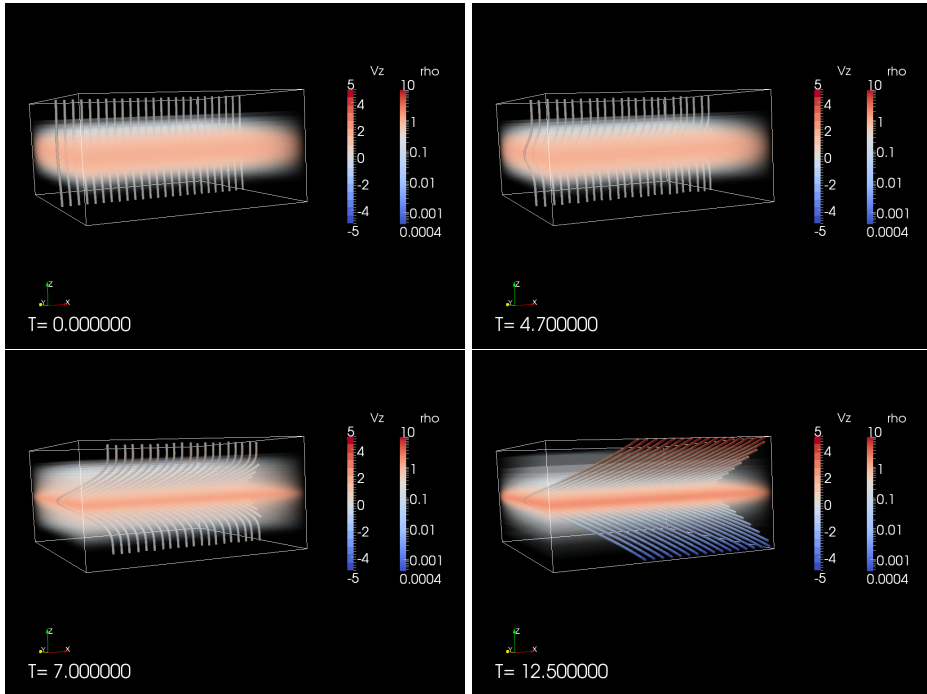 Vz rho
5 10
4
1
2
0 0.1
-2 0.01
-4 0.001
-5 0.0004
Z
Y X
T= 0.000000
Vz rho
5 10
4
1
2
0 0.1
-2 0.01
-4 0.001
-5 0.0004
Z
Y X
T= 4.700000
Vz rho
5 10
4
1
2
0 0.1
-2 0.01
-4 0.001
-5 0.0004
Z
Y X
T= 7.000000
Vz rho
5 10
4
1
2
0 0.1
-2 0.01
-4 0.001
-5 0.0004
Z
Y X
T= 12.500000